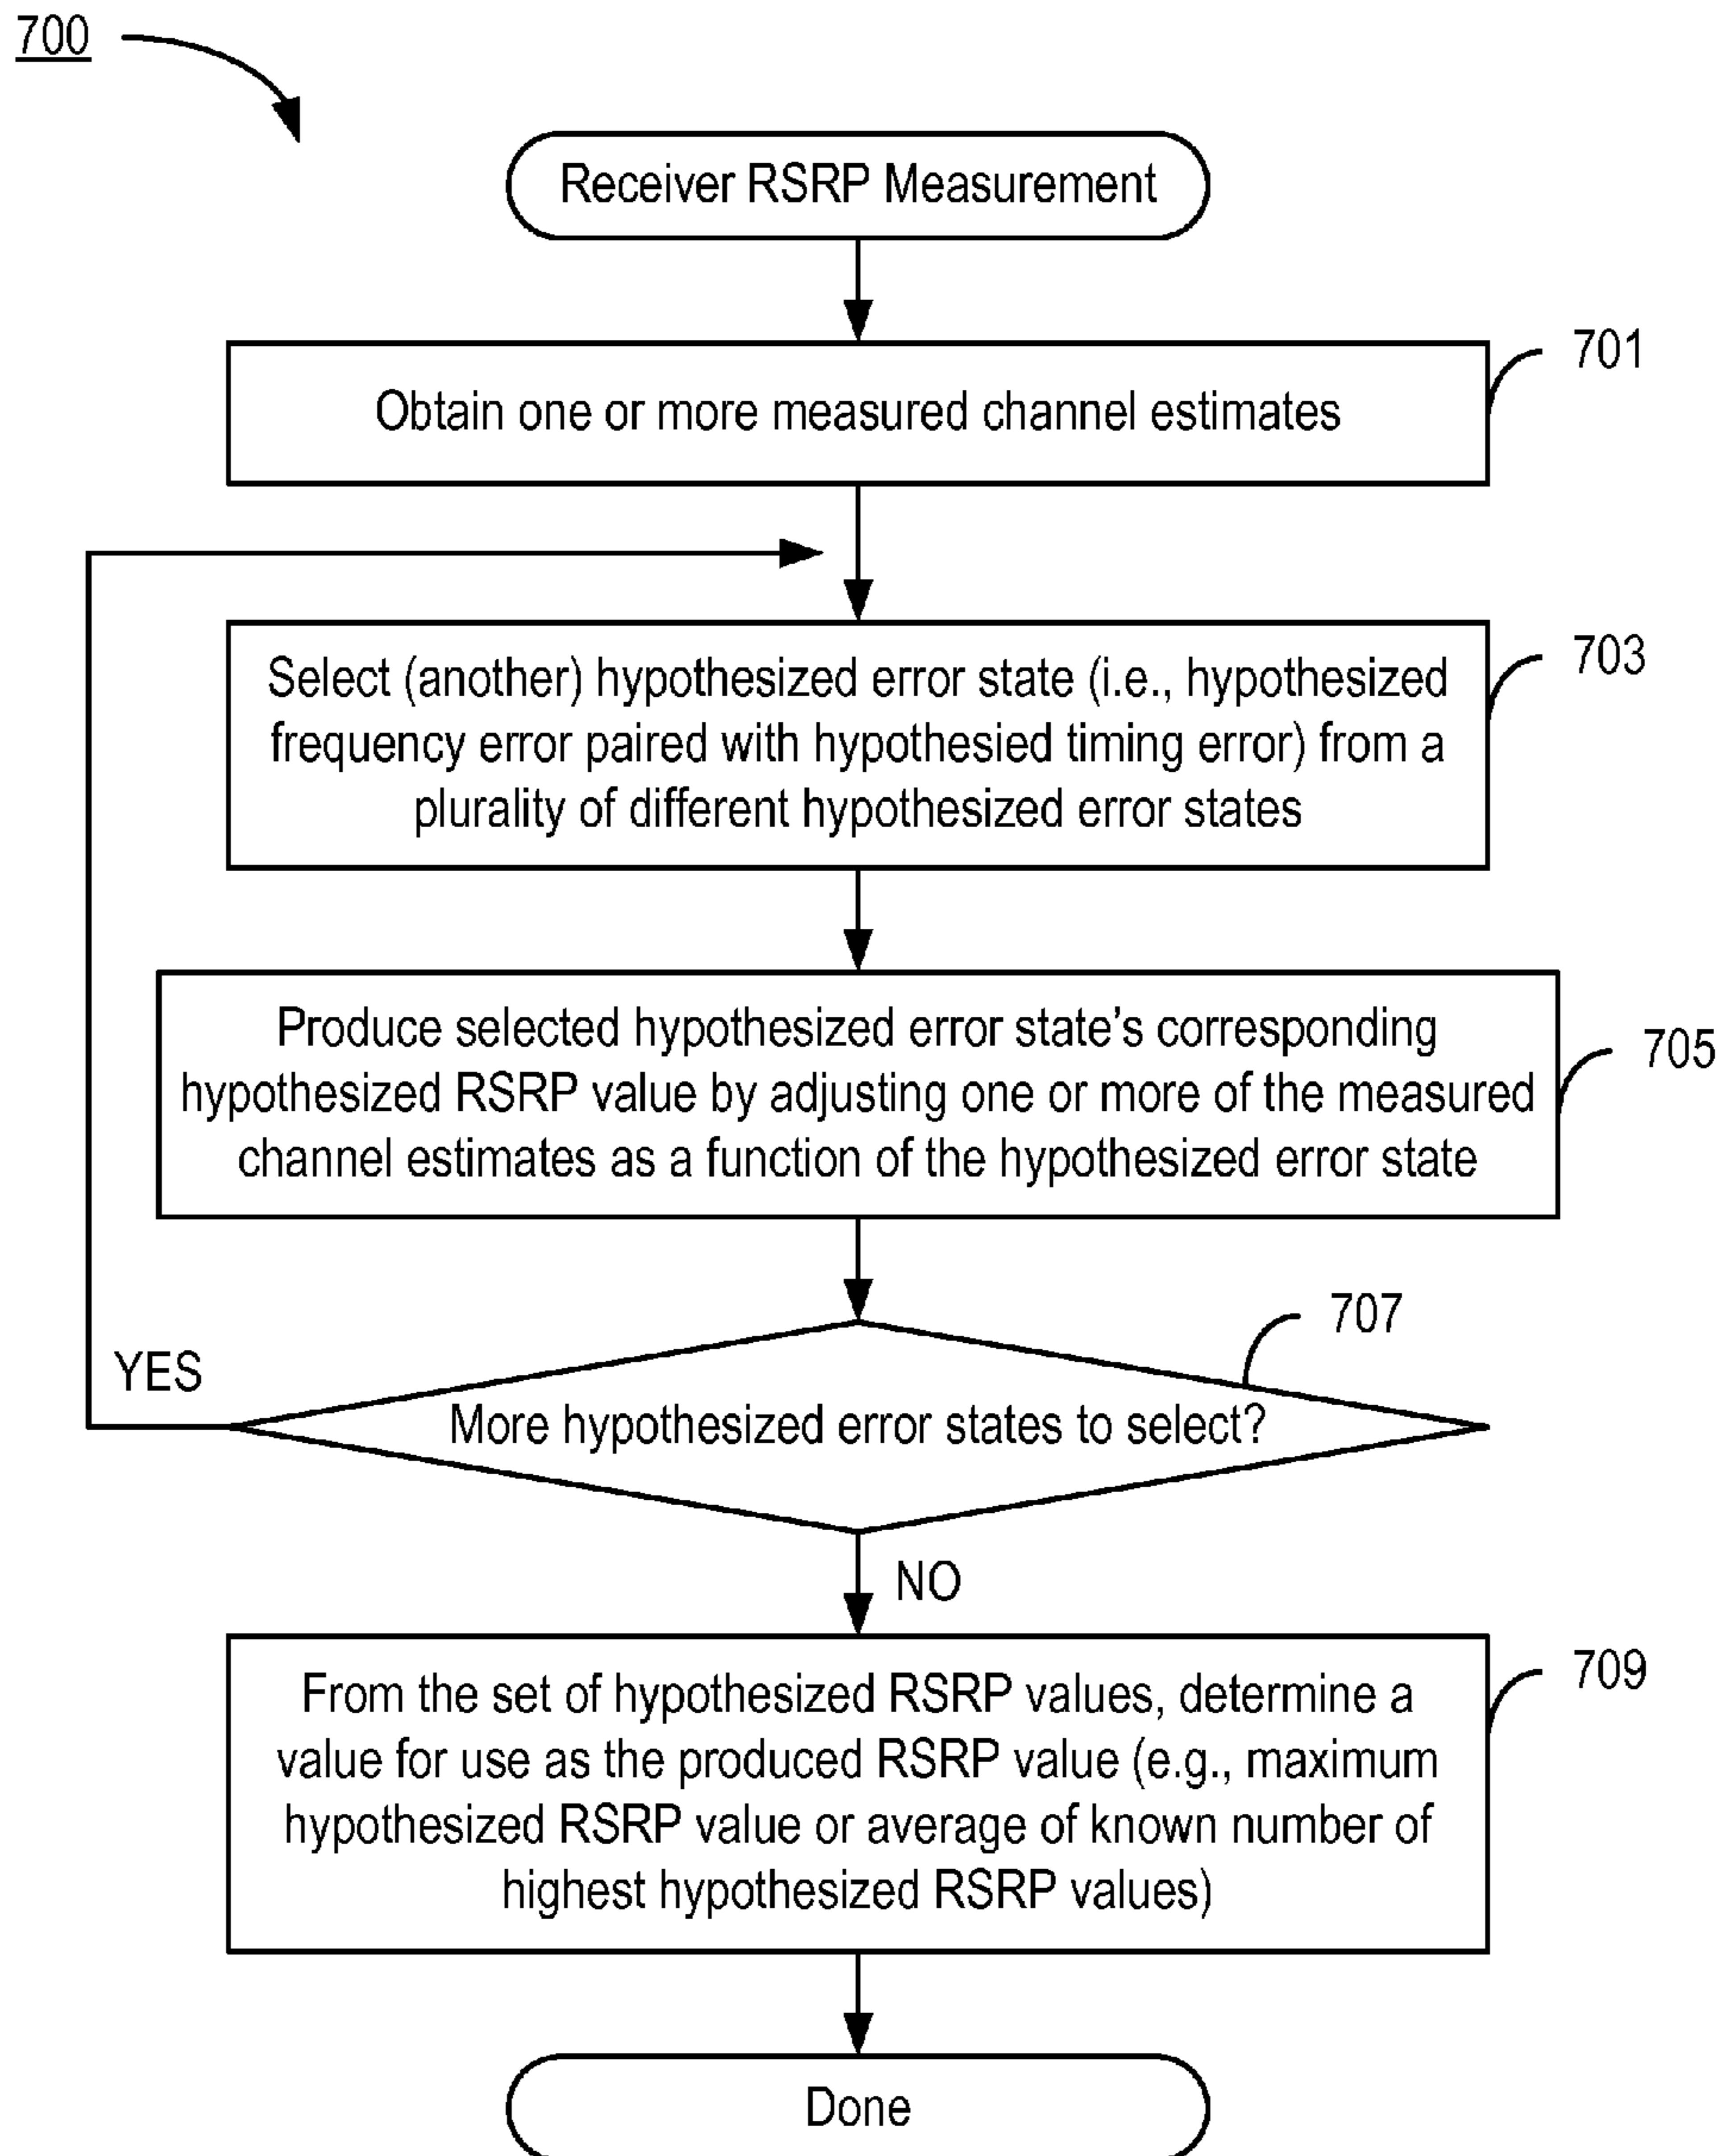 700
Receiver RSRP Measurement
701
Obtain one or more measured channel estimates
703
Select (another) hypothesized error state (i.e., hypothesized
frequency error paired with hypothesied timing error) from a
plurality of different hypothesized error states
705
Produce selected hypothesized error state's corresponding
hypothesized RSRP value by adjusting one or more of the measured
channel estimates as a function of the hypothesized error state
707
YES
More hypothesized error states to select?
NO
709
From the set of hypothesized RSRP values, determine a
value for use as the produced RSRP value (e.g., maximum
hypothesized RSRP value or average of known number of
highest hypothesized RSRP values)
Done